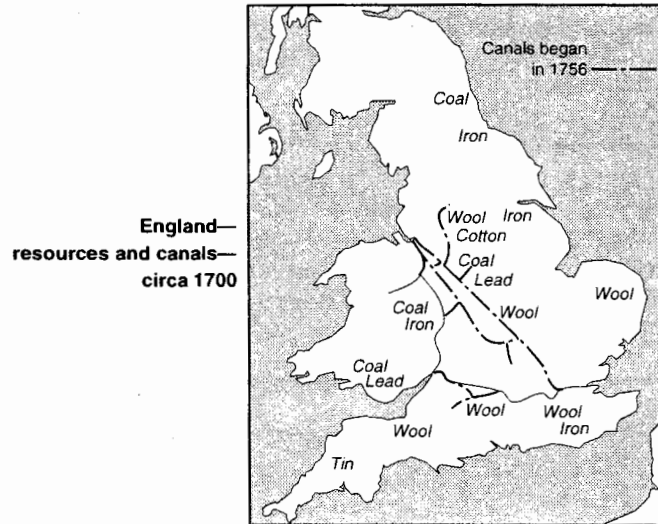 Canals began
in 1756
Coal
Iron
England—
resources and canals—
circa 1700
Wool
Iron
Cotton
Coal
Lead
Wool
Coal
Iron
Wool
Coal
Lead
Wool
Wool
Iron
Wool
Tin